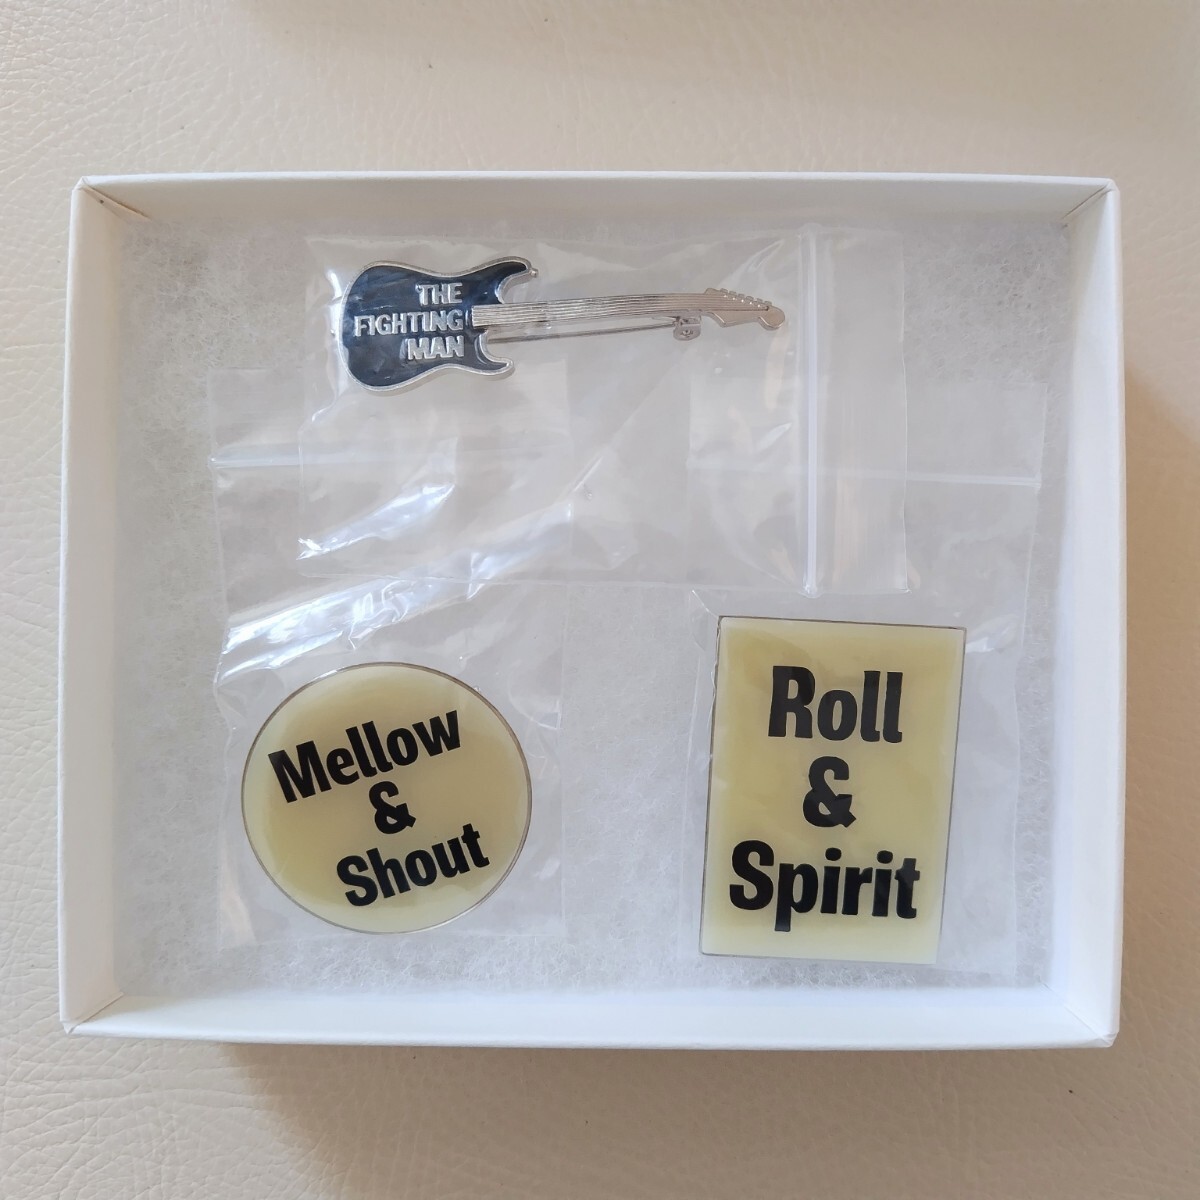 THE
FIGHTING
MAN
Mellow
&
Shout
Roll
&
Spirit